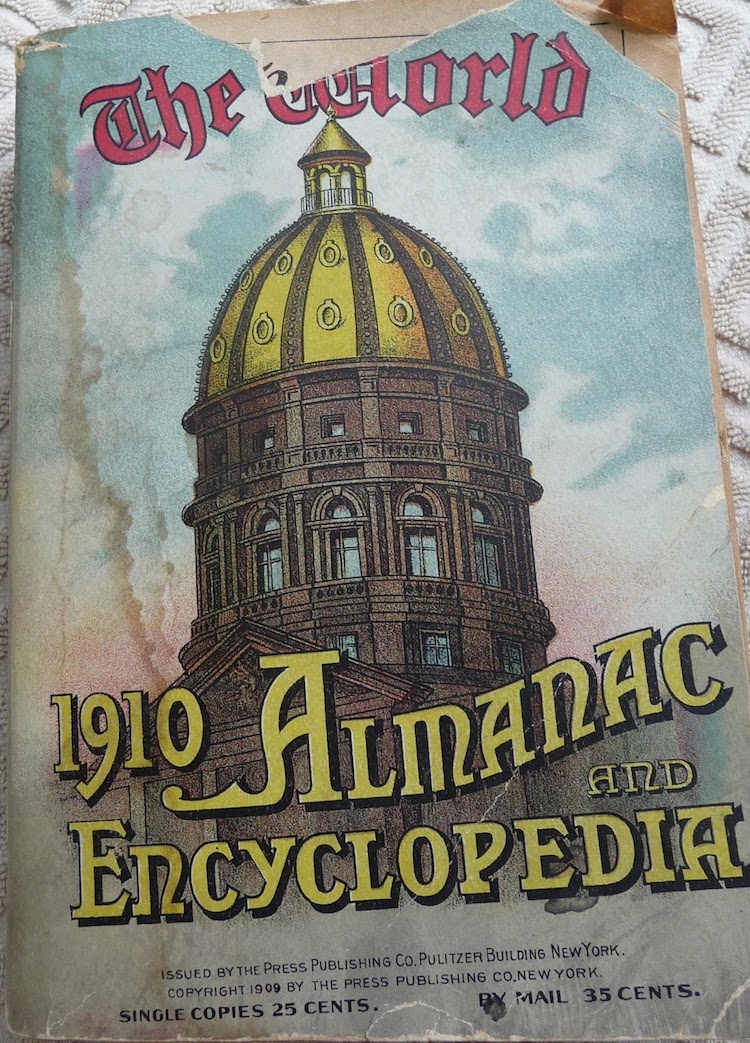 The World
1910 ALMANAC
AND
ENCYCLOPEDIA
ISSUED BY THE PRESS PUBLISHING CO. PULITZER BUILDING NEW YORK.
COPYRIGHT 1909 BY THE PRESS PUBLISHING CO. NEW YORK.
SINGLE COPIES 25 CENTS. BY MAIL 35 CENTS.